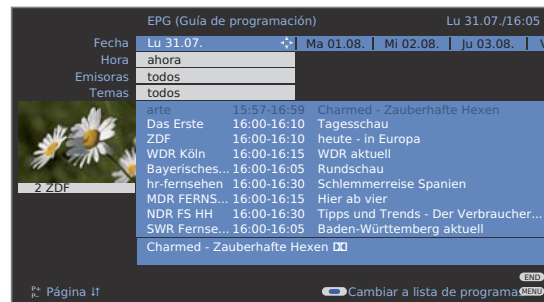 EPG (Guía de programación) Lu 31.07./16:05
Fecha Lu 31.07. Ma 01.08. Mi 02.08. Ju 03.08. V
Hora ahora
Emisoras todos
Temas todos
arte 15:57-16:59 Charmed - Zauberhafte Hexen
Das Erste 16:00-16:10 Tagesschau
ZDF 16:00-16:10 heute - in Europa
WDR Köln 16:00-16:15 WDR aktuell
Bayerisches... 16:00-16:05 Rundschau
hr-fernsehen 16:00-16:30 Schlemmerreise Spanien
2 ZDF
MDR FERNS... 16:00-16:15 Hier ab vier
NDR FS HH 16:00-16:30 Tipps und Trends - Der Verbraucher...
SWR Fernse... 16:00-16:05 Baden-Württemberg aktuell
Charmed - Zauberhafte Hexen
END
P+ P- Página Cambiar a lista de programa MENU